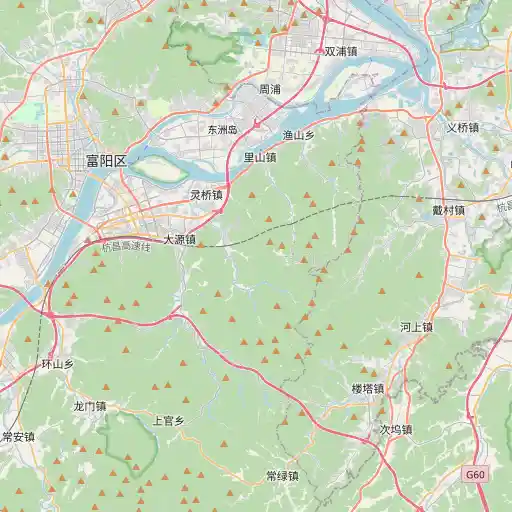 双浦镇
周浦
东洲岛
渔山乡
义桥镇
富阳区
里山镇
灵桥镇
戴村镇
大源镇
杭昌高速线
河上镇
环山乡
楼塔镇
龙门镇
上官乡
次坞镇
常安镇
常绿镇
G60